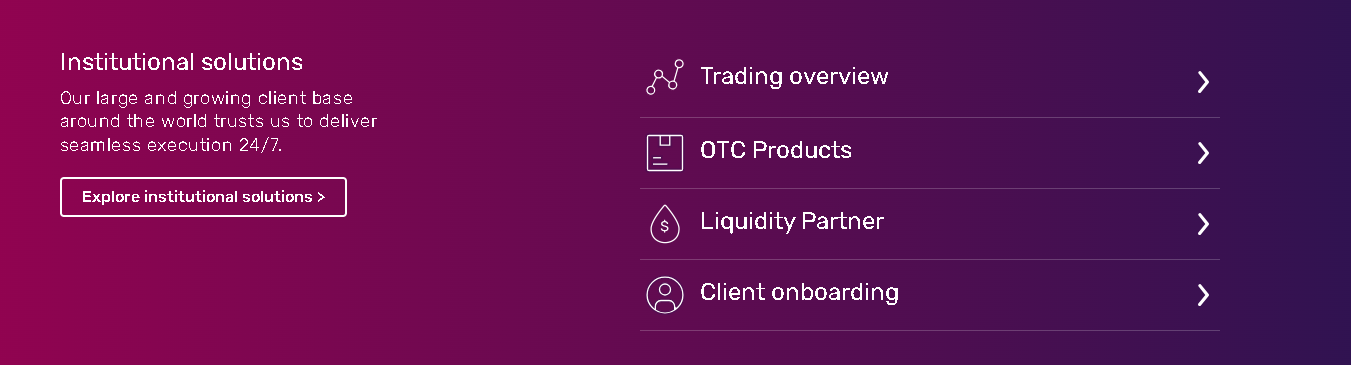 Institutional solutions
Our large and growing client base
around the world trusts us to deliver
seamless execution 24/7.
Explore institutional solutions >
Trading overview
OTC Products
$
Liquidity Partner
Client onboarding